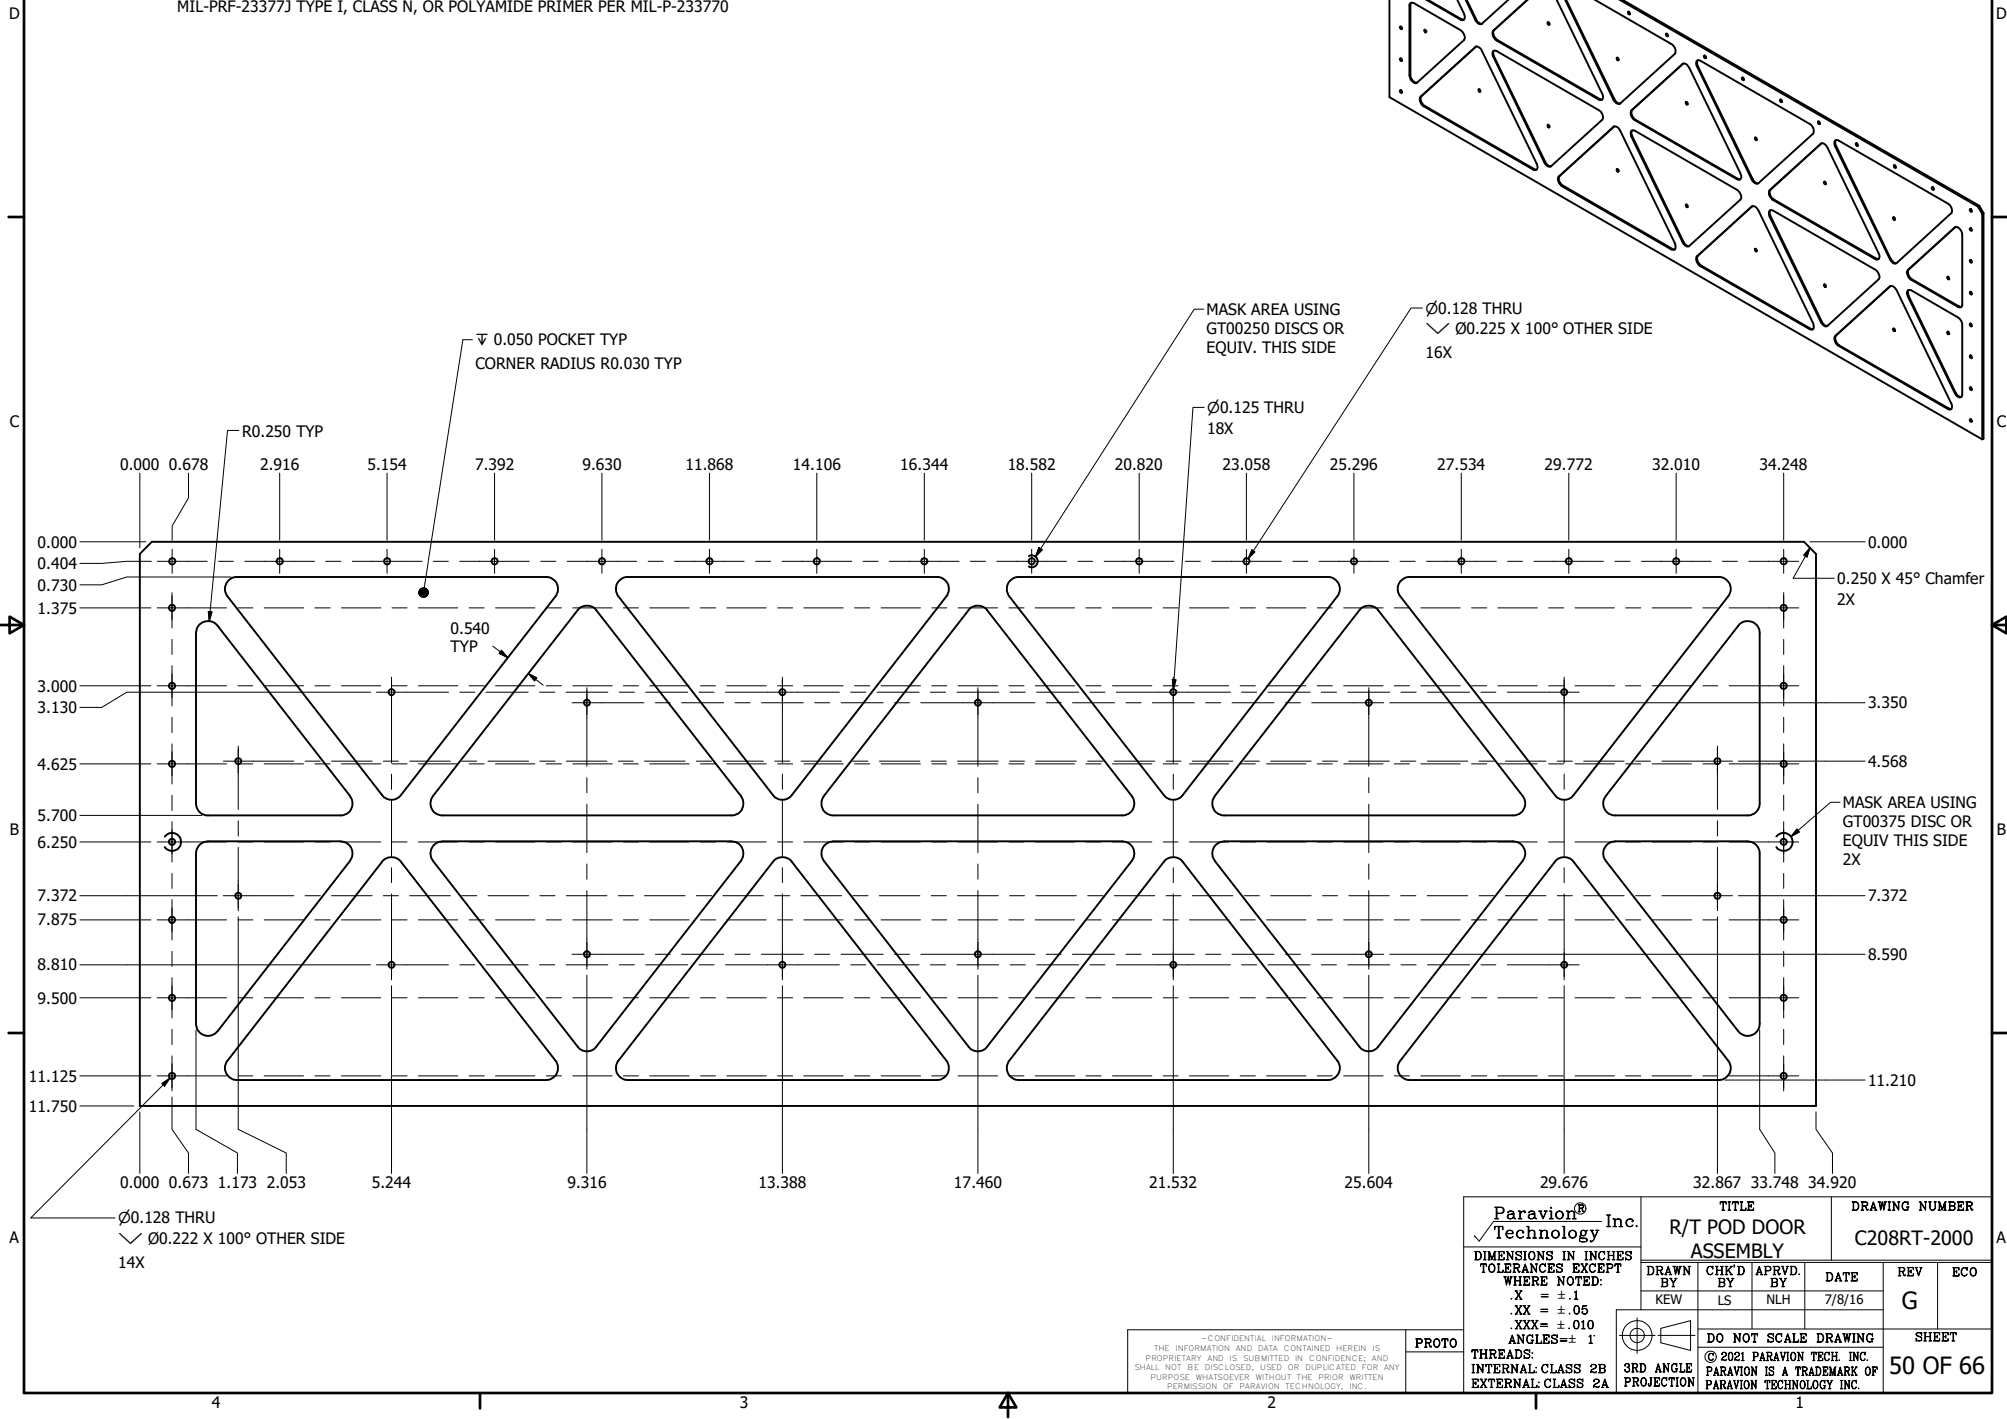 D
MIL-PRF-23377J TYPE I, CLASS N, OR POLYAMIDE PRIMER PER MIL-P-233770
D
MASK AREA USING
GT00250 DISCS OR
EQUIV. THIS SIDE
Ø0.128 THRU
⌵ Ø0.225 X 100° OTHER SIDE
16X
↧ 0.050 POCKET TYP
CORNER RADIUS R0.030 TYP
Ø0.125 THRU
18X
C
R0.250 TYP
C
0.000 0.678 2.916 5.154 7.392 9.630 11.868 14.106 16.344 18.582 20.820 23.058 25.296 27.534 29.772 32.010 34.248
0.000
0.404
0.730
1.375
3.000
3.130
4.625
5.700
6.250
7.372
7.875
8.810
9.500
11.125
11.750
0.540
TYP
0.000
0.250 X 45° Chamfer
2X
3.350
4.568
MASK AREA USING
GT00375 DISC OR
EQUIV THIS SIDE
2X
B
B
7.372
8.590
11.210
0.000 0.673 1.173 2.053 5.244 9.316 13.388 17.460 21.532 25.604 29.676 32.867 33.748 34.920
Ø0.128 THRU
⌵ Ø0.222 X 100° OTHER SIDE
14X
A
A
Paravion® Technology Inc.
TITLE
R/T POD DOOR
ASSEMBLY
DRAWING NUMBER
C208RT-2000
DIMENSIONS IN INCHES
TOLERANCES EXCEPT
WHERE NOTED:
.X = ±.1
.XX = ±.05
.XXX= ±.010
ANGLES=± 1°
THREADS:
INTERNAL: CLASS 2B
EXTERNAL: CLASS 2A
DRAWN BY
CHK'D BY
APRVD. BY
DATE
REV
ECO
KEW LS NLH 7/8/16
G
3RD ANGLE
PROJECTION
DO NOT SCALE DRAWING
© 2021 PARAVION TECH. INC.
PARAVION IS A TRADEMARK OF
PARAVION TECHNOLOGY INC.
SHEET
50 OF 66
PROTO
-CONFIDENTIAL INFORMATION-
THE INFORMATION AND DATA CONTAINED HEREIN IS
PROPRIETARY AND IS SUBMITTED IN CONFIDENCE; AND
SHALL NOT BE DISCLOSED, USED OR DUPLICATED FOR ANY
PURPOSE WHATSOEVER WITHOUT THE PRIOR WRITTEN
PERMISSION OF PARAVION TECHNOLOGY, INC.
4 3 2 1